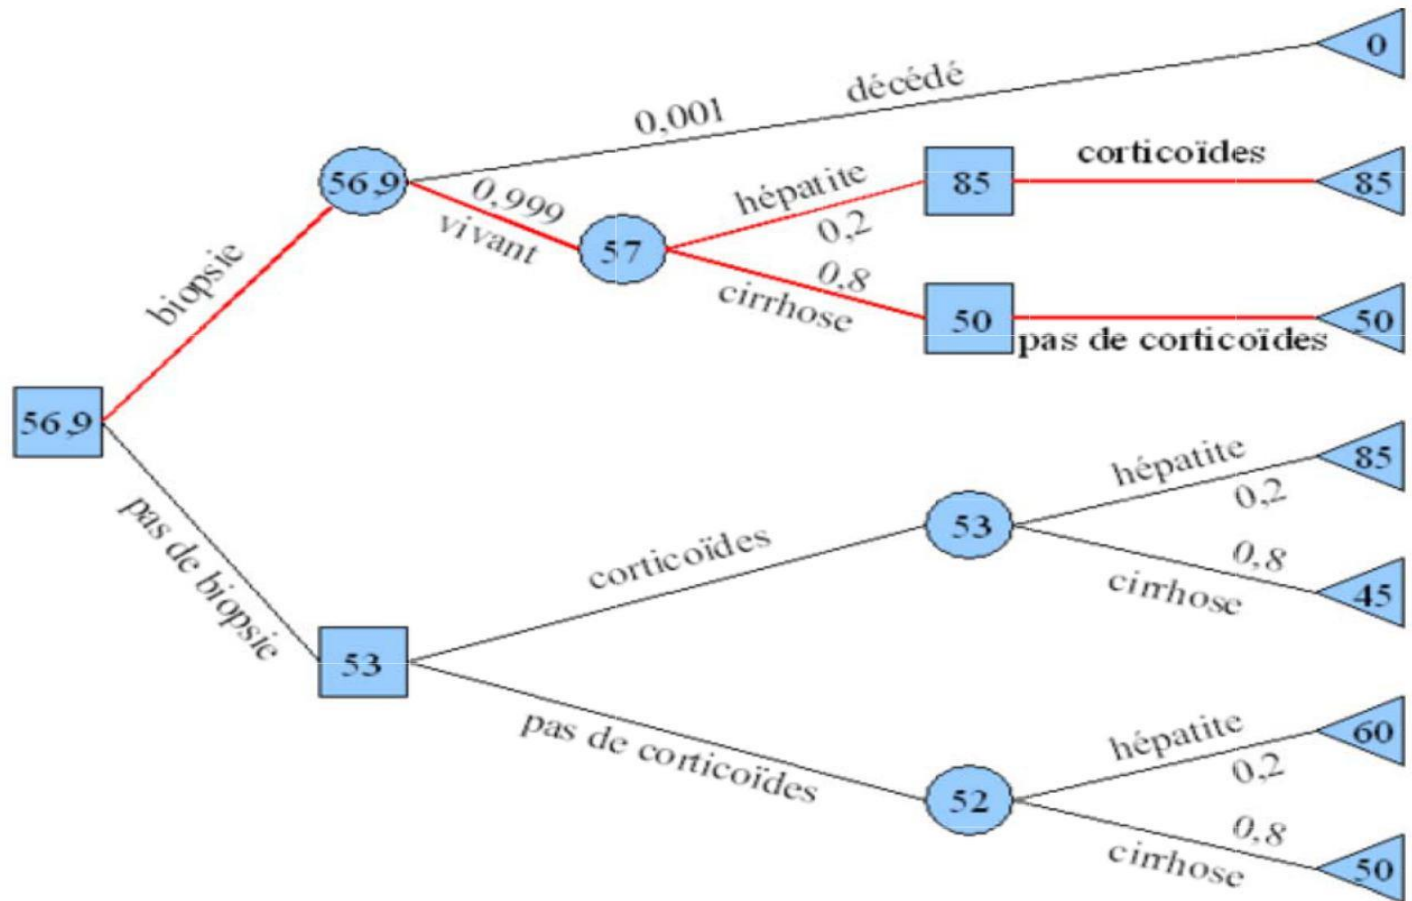 0
décédé
0,001
56,9
0,999
vivant
57
hépatite
0,2
85
corticoïdes
85
0,8
cirrhose
50
pas de corticoïdes
50
biopsie
56,9
pas de biopsie
53
corticoïdes
53
hépatite
0,2
85
0,8
cirrhose
45
pas de corticoïdes
52
hépatite
0,2
60
0,8
cirrhose
50